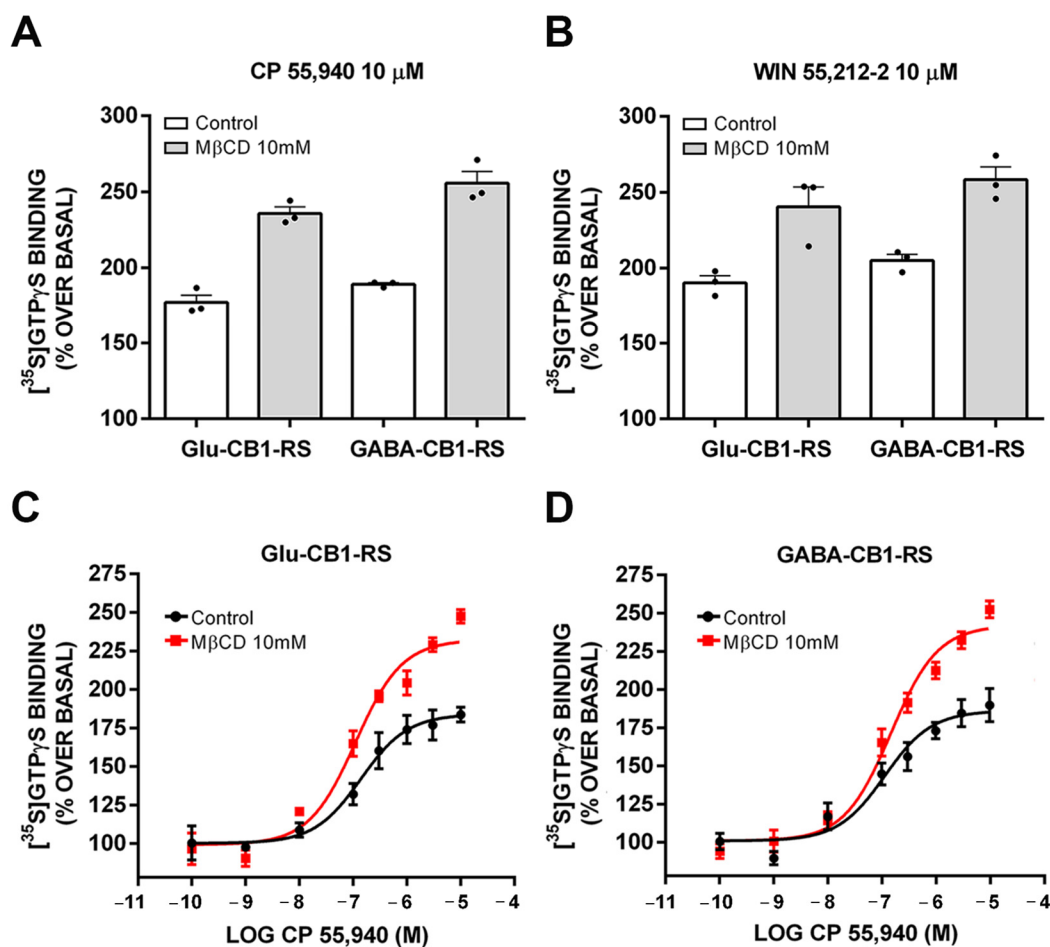 A
CP 55,940 10 μM
[³⁵S]GTPγS BINDING
(% OVER BASAL)
300
250
200
150
100
Control
MβCD 10mM
Glu-CB1-RS
GABA-CB1-RS
B
WIN 55,212-2 10 μM
[³⁵S]GTPγS BINDING
(% OVER BASAL)
300
250
200
150
100
Control
MβCD 10mM
Glu-CB1-RS
GABA-CB1-RS
C
Glu-CB1-RS
[³⁵S]GTPγS BINDING
(% OVER BASAL)
275
250
225
200
175
150
125
100
Control
MβCD 10mM
−11 −10 −9 −8 −7 −6 −5 −4
LOG CP 55,940 (M)
D
GABA-CB1-RS
[³⁵S]GTPγS BINDING
(% OVER BASAL)
275
250
225
200
175
150
125
100
Control
MβCD 10mM
−11 −10 −9 −8 −7 −6 −5 −4
LOG CP 55,940 (M)